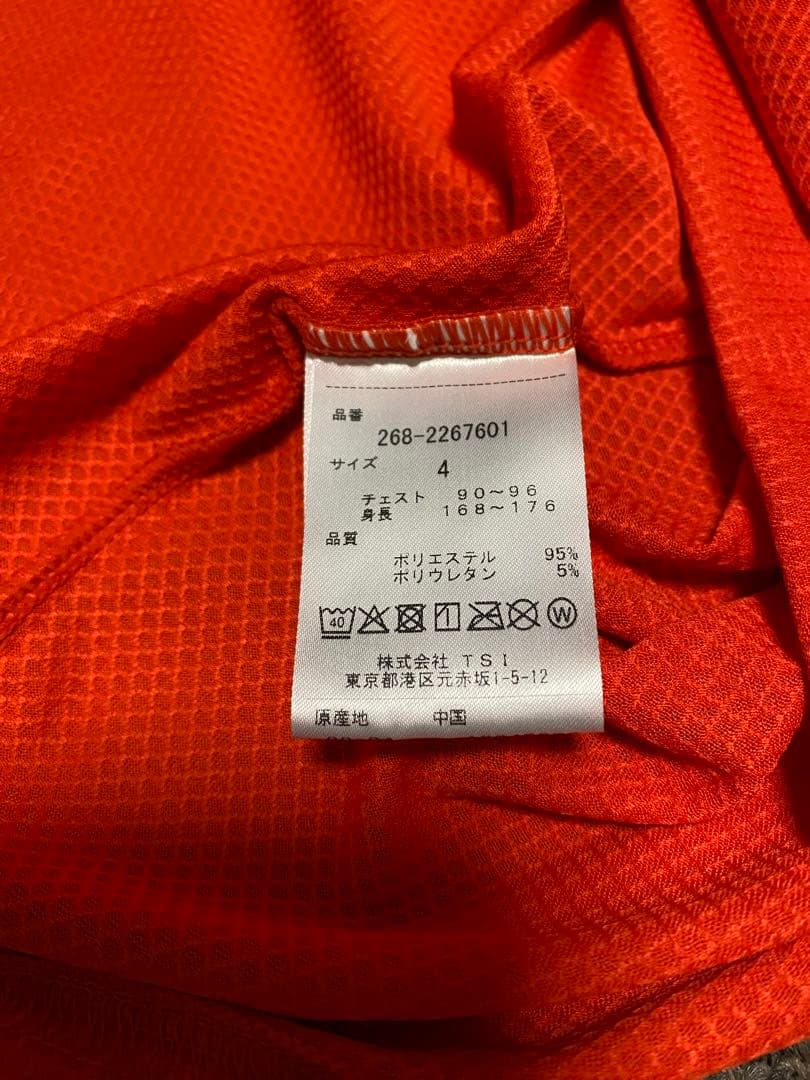 品番
268-2267601
サイズ 4
チェスト 90～96
身長 168～176
品質
ポリエステル 95%
ポリウレタン 5%
40 W
株式会社 TSI
東京都港区元赤坂1-5-12
原産地 中国